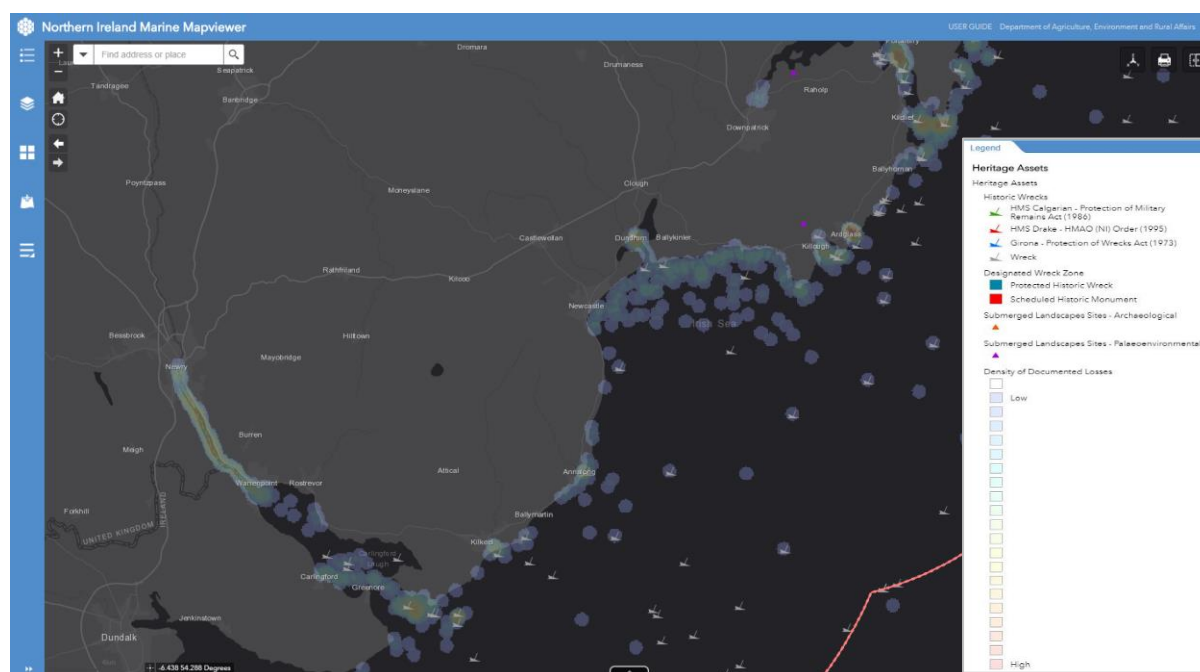 Northern Ireland Marine Mapviewer
USER GUIDE Department of Agriculture, Environment and Rural Affairs
Find address or place
Dromara
Drumaness
Seapatrick
Tandragee
Banbridge
Raholp
Downpatrick
Kilclief
Ballyhornan
Poyntzpass
Moneyslane
Clough
Castlewellan
Dundrum
Ballykinler
Ardglass
Killough
Rathfriland
Kilcoo
Newcastle
Irish Sea
Bessbrook
Hilltown
Mayobridge
Newry
Burren
Meigh
Attical
Annalong
Warrenpoint
Rostrevor
Ballymartin
Forkhill
UNITED KINGDOM
IRELAND
Kilkeel
Carlingford Lough
Carlingford
Greenore
Jenkinstown
Dundalk
-6.438 54.288 Degrees
Legend
Heritage Assets
Heritage Assets
Historic Wrecks
HMS Calgarian - Protection of Military
Remains Act (1986)
HMS Drake - HMAO (NI) Order (1995)
Girona - Protection of Wrecks Act (1973)
Wreck
Designated Wreck Zone
Protected Historic Wreck
Scheduled Historic Monument
Submerged Landscapes Sites - Archaeological
Submerged Landscapes Sites - Palaeoenvironmental
Density of Documented Losses
Low
High